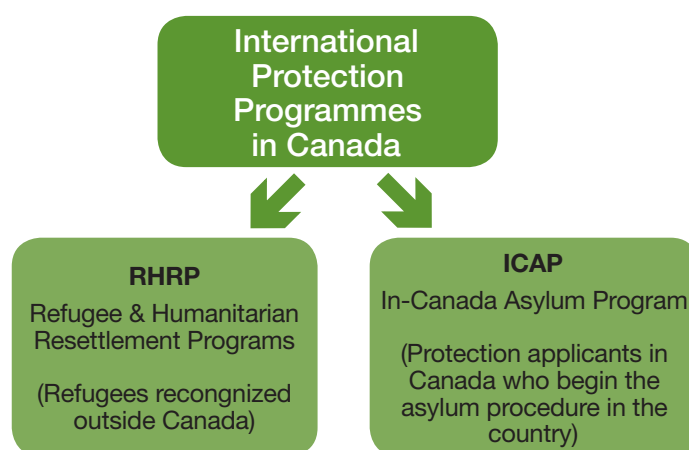 International
Protection
Programmes
in Canada
RHRP
Refugee & Humanitarian
Resettlement Programs
(Refugees recongnized
outside Canada)
ICAP
In-Canada Asylum Program
(Protection applicants in
Canada who begin the
asylum procedure in the
country)